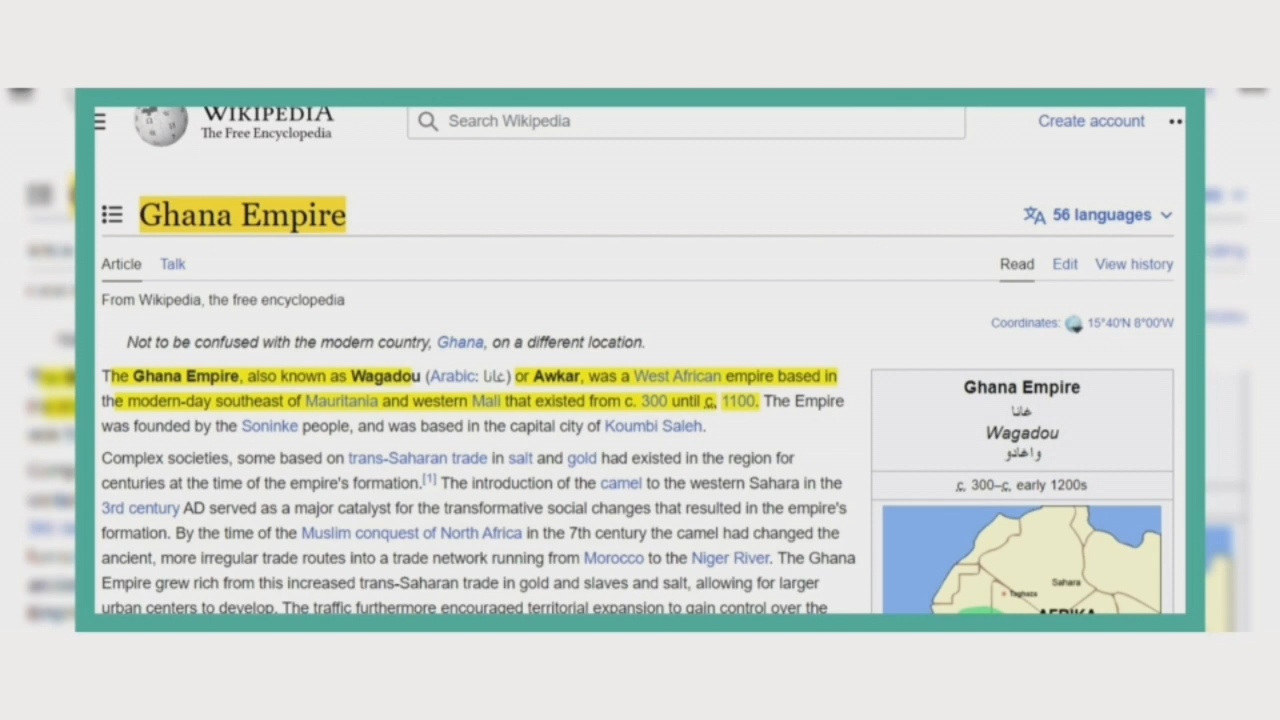 WIKIPEDIA
The Free Encyclopedia
Search Wikipedia
Create account
Ghana Empire
56 languages
Article Talk
Read Edit View history
From Wikipedia, the free encyclopedia
Coordinates: 15°40′N 8°00′W
Not to be confused with the modern country, Ghana, on a different location.
The Ghana Empire, also known as Wagadou (Arabic: غانا) or Awkar, was a West African empire based in
the modern-day southeast of Mauritania and western Mali that existed from c. 300 until c. 1100. The Empire
was founded by the Soninke people, and was based in the capital city of Koumbi Saleh.
Complex societies, some based on trans-Saharan trade in salt and gold had existed in the region for
centuries at the time of the empire's formation.[1] The introduction of the camel to the western Sahara in the
3rd century AD served as a major catalyst for the transformative social changes that resulted in the empire's
formation. By the time of the Muslim conquest of North Africa in the 7th century the camel had changed the
ancient, more irregular trade routes into a trade network running from Morocco to the Niger River. The Ghana
Empire grew rich from this increased trans-Saharan trade in gold and slaves and salt, allowing for larger
urban centers to develop. The traffic furthermore encouraged territorial expansion to gain control over the
Ghana Empire
غانا
Wagadou
واغادو
c. 300–c. early 1200s
Sahara
Taghaza
AFRIKA